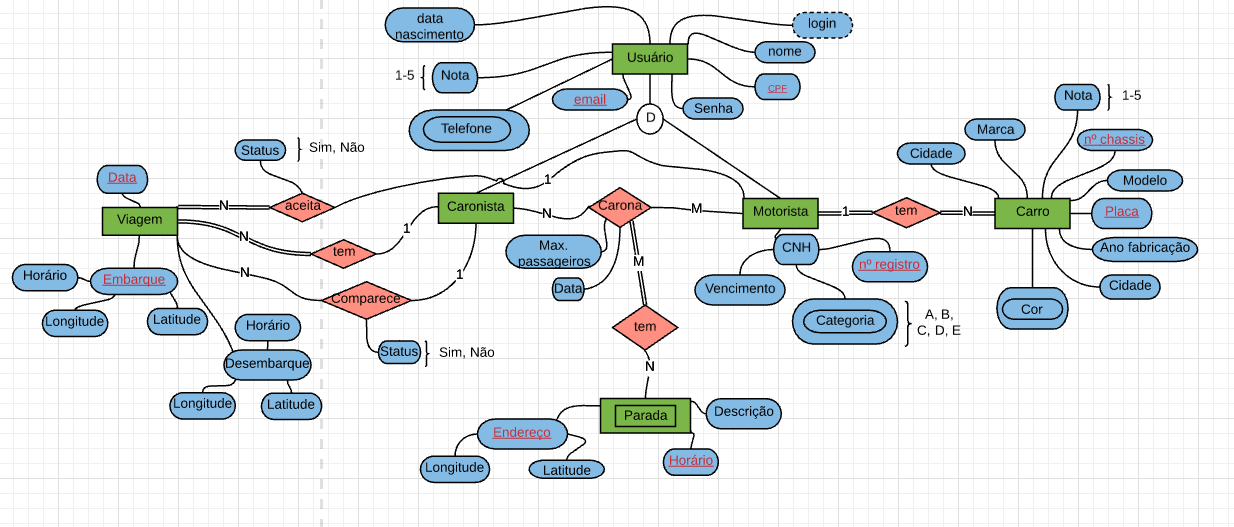 data
nascimento
login
Usuário
nome
1-5
Nota
CPF
email
Senha
Nota
1-5
Telefone
D
Marca
nº chassis
Status
Sim, Não
Cidade
Data
1
Modelo
N
aceita
Caronista
N
Carona
M
Motorista
1
tem
N
Carro
Placa
Viagem
1
N
tem
Max.
passageiros
CNH
Ano fabricação
M
nº registro
Horário
Embarque
N
1
Data
Vencimento
Cidade
Comparece
Longitude
Latitude
Horário
tem
Categoria
A, B,
C, D, E
Cor
Status
Sim, Não
Desembarque
N
Longitude
Latitude
Parada
Descrição
Endereço
Horário
Longitude
Latitude